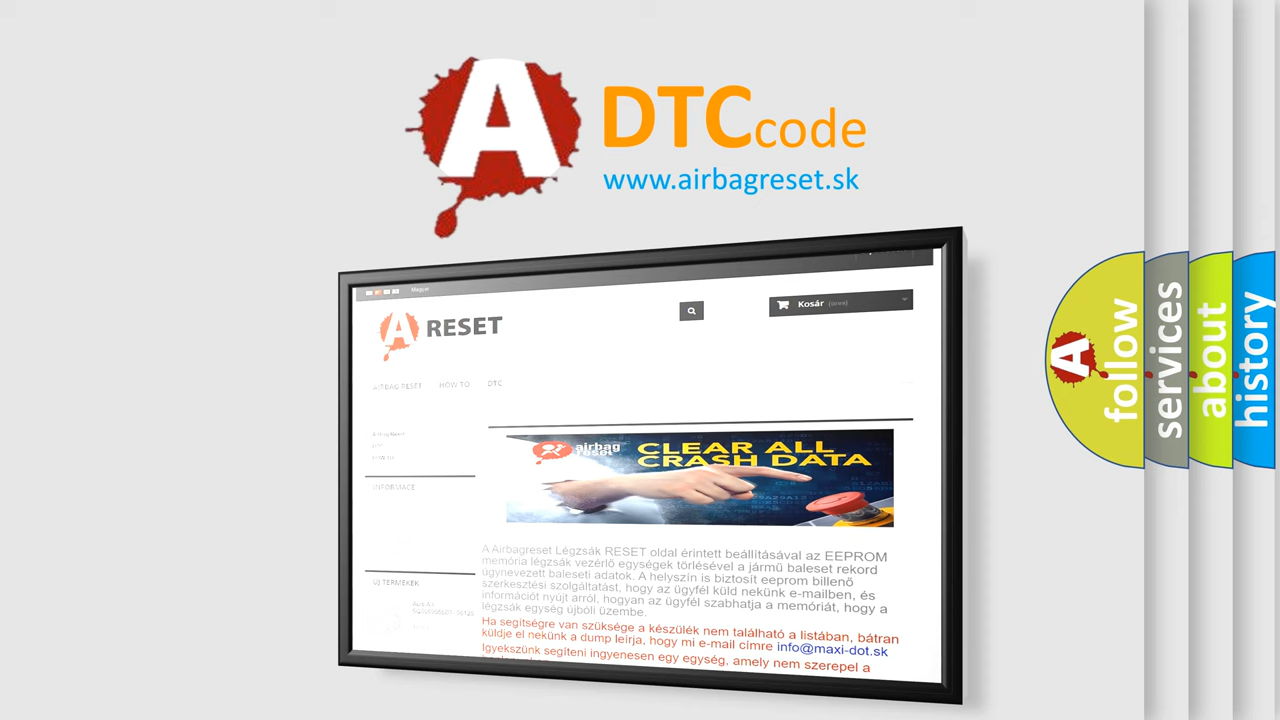 A
DTCcode
www.airbagreset.sk
Magyar
A RESET
Kosár (üres)
AIRBAG RESET HOW TO DTC
Airbag Reset
INFORMACE
airbag
reset
CLEAR ALL
CRASH DATA
A Airbagreset Légzsák RESET oldal érintett beállításával az EEPROM
memória légzsák vezérlő egységek törlésével a jármű baleset rekord
úgynevezett baleseti adatok. A helyszín is biztosít eeprom billenő
szerkesztési szolgáltatást, hogy az ügyfél küld nekünk e-mailben, és
információt nyújt arról, hogyan az ügyfél szabhatja a memóriát, hogy a
légzsák egység újbóli üzembe.
ÚJ TERMÉKEK
Ha segítségre van szüksége a készülék nem található a listában, bátran
küldje el nekünk a dump leírja, hogy mi e-mail címre info@maxi-dot.sk
Igyekszünk segíteni ingyenesen egy egység, amely nem szerepel a
A
follow
services
about
history